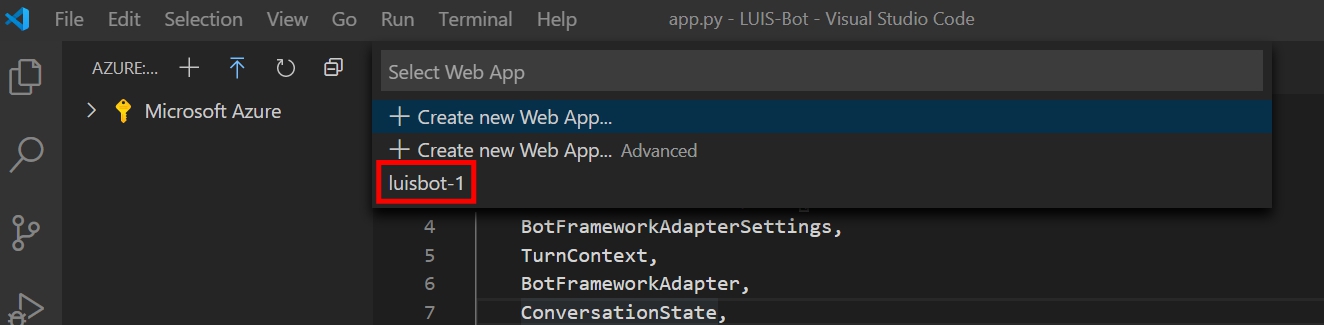 File Edit Selection View Go Run Terminal Help app.py - LUIS-Bot - Visual Studio Code
AZURE:...
Microsoft Azure
Select Web App
Create new Web App...
Create new Web App... Advanced
luisbot-1
4 BotFrameworkAdapterSettings,
5 TurnContext,
6 BotFrameworkAdapter,
7 ConversationState,